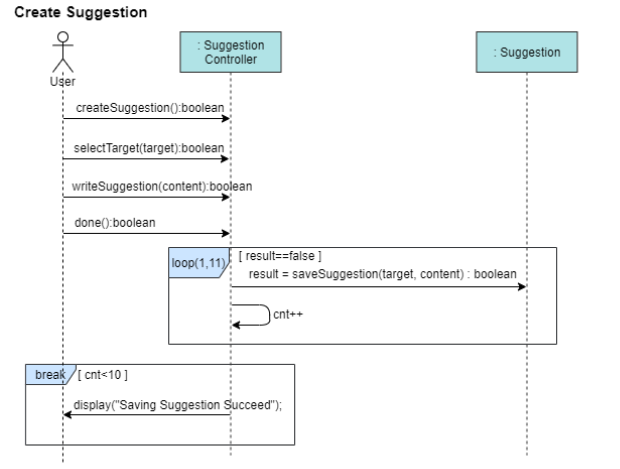 Create Suggestion
: Suggestion
Controller
: Suggestion
User
createSuggestion():boolean
selectTarget(target):boolean
writeSuggestion(content):boolean
done():boolean
loop(1,11)
[ result==false ]
result = saveSuggestion(target, content) : boolean
cnt++
break
[ cnt<10 ]
display("Saving Suggestion Succeed");